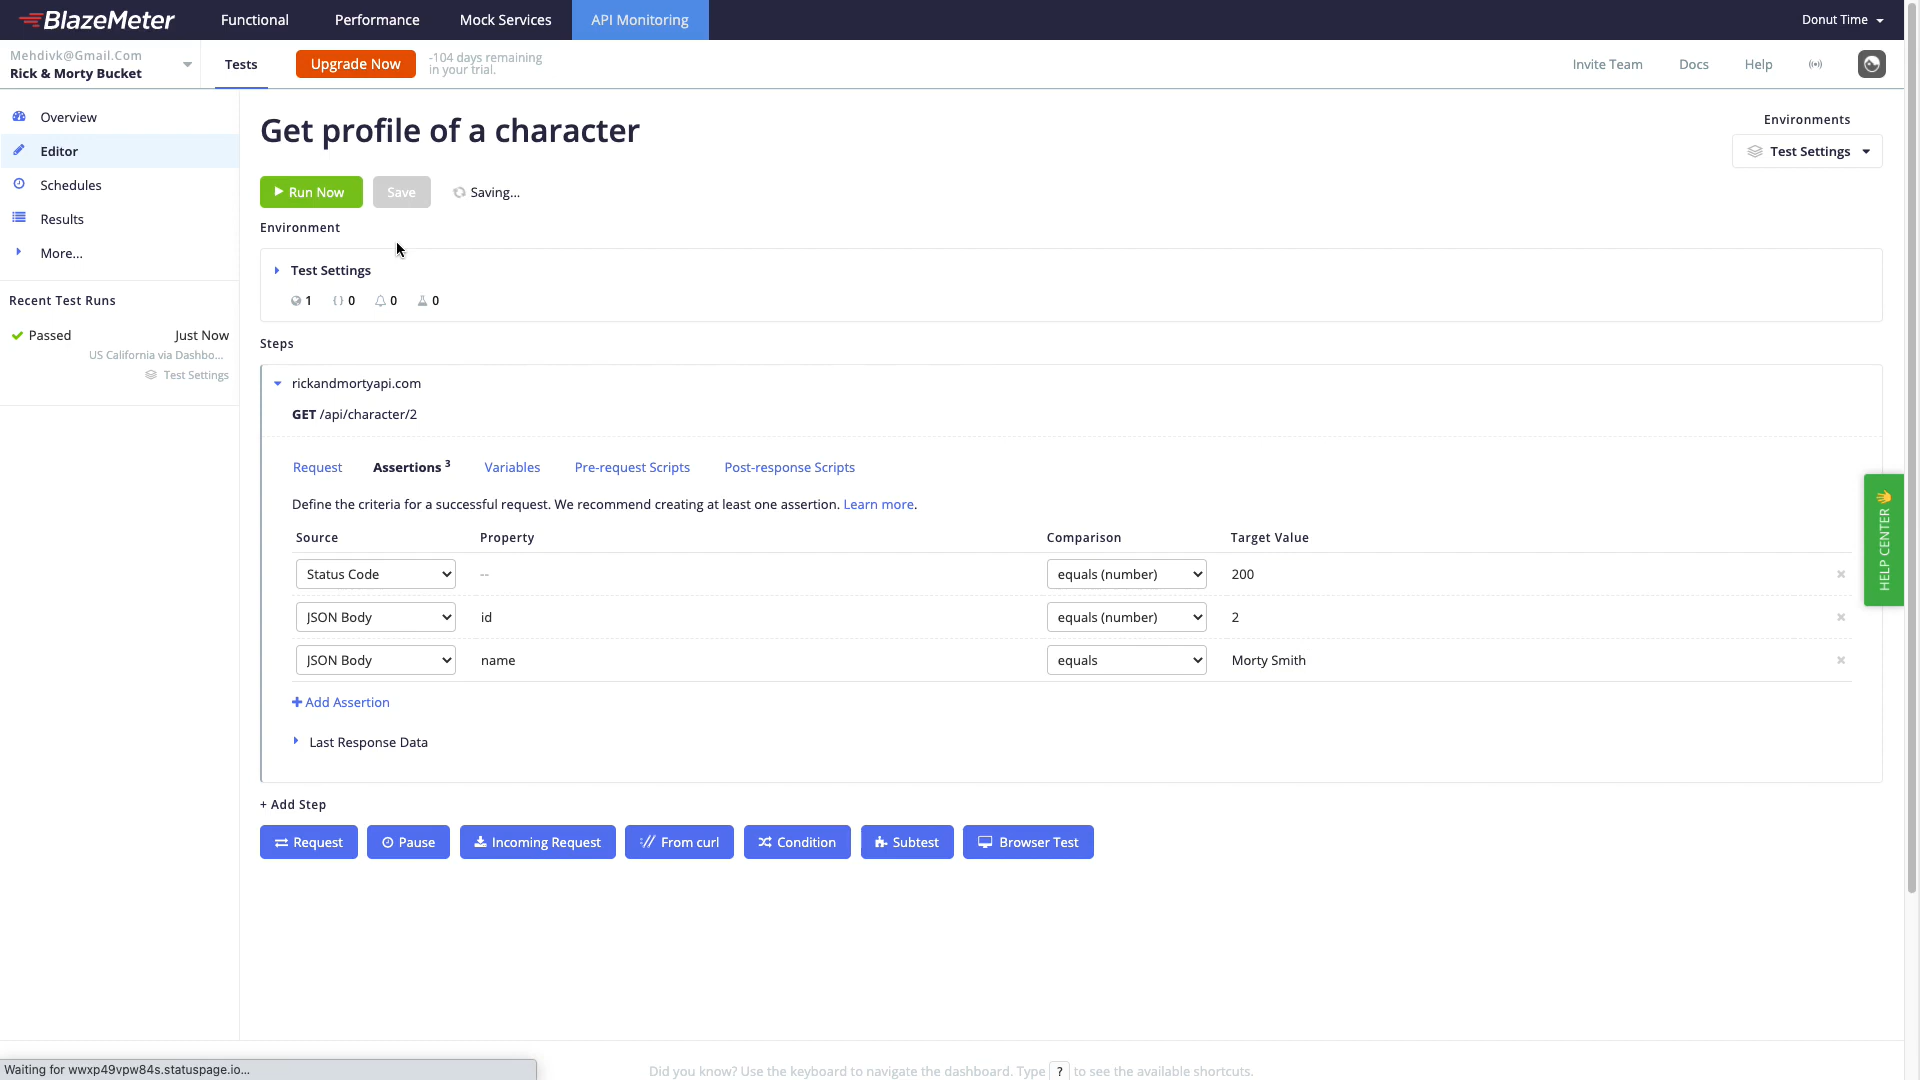 BlazeMeter
Functional
Performance
Mock Services
API Monitoring
Donut Time
Mehdivk@Gmail.Com
Rick & Morty Bucket
Tests
Upgrade Now
-104 days remaining
in your trial.
Invite Team
Docs
Help
Overview
Editor
Schedules
Results
More...
Recent Test Runs
Passed
Just Now
US California via Dashbo...
Test Settings
Get profile of a character
Environments
Test Settings
Run Now
Save
Saving...
Environment
Test Settings
1
0
0
0
Steps
rickandmortyapi.com
GET /api/character/2
Request
Assertions 3
Variables
Pre-request Scripts
Post-response Scripts
Define the criteria for a successful request. We recommend creating at least one assertion. Learn more.
Source
Property
Comparison
Target Value
Status Code
--
equals (number)
200
JSON Body
id
equals (number)
2
JSON Body
name
equals
Morty Smith
+ Add Assertion
Last Response Data
+ Add Step
Request
Pause
Incoming Request
:// From curl
Condition
Subtest
Browser Test
HELP CENTER
Waiting for wwxp49vpw84s.statuspage.io...
Did you know? Use the keyboard to navigate the dashboard. Type ? to see the available shortcuts.